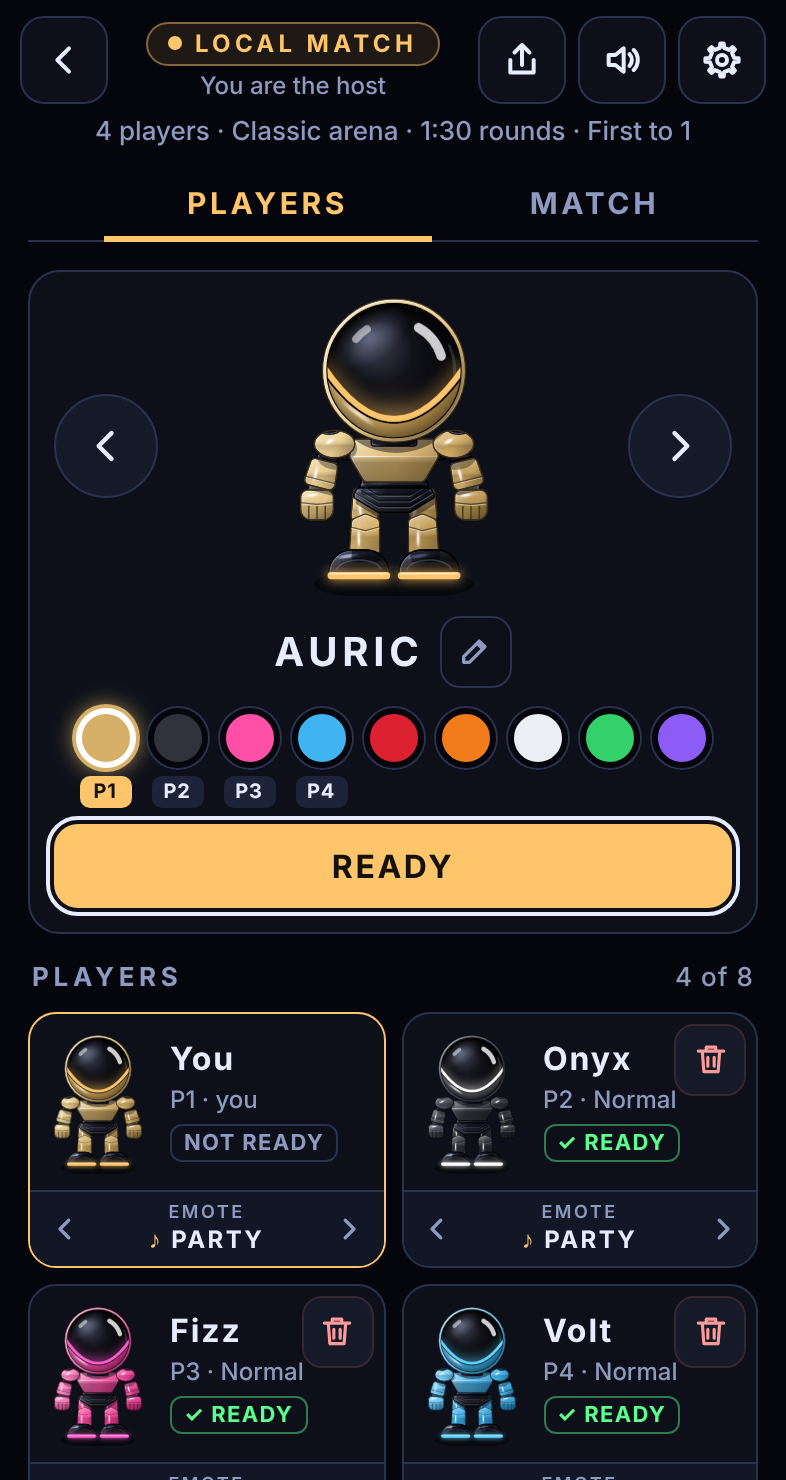 LOCAL MATCH
You are the host
4 players · Classic arena · 1:30 rounds · First to 1
PLAYERS MATCH
AURIC
P1 P2 P3 P4
READY
PLAYERS 4 of 8
You
P1 · you
NOT READY
EMOTE
♪ PARTY
Onyx
P2 · Normal
✓ READY
EMOTE
♪ PARTY
Fizz
P3 · Normal
✓ READY
EMOTE
Volt
P4 · Normal
✓ READY
EMOTE